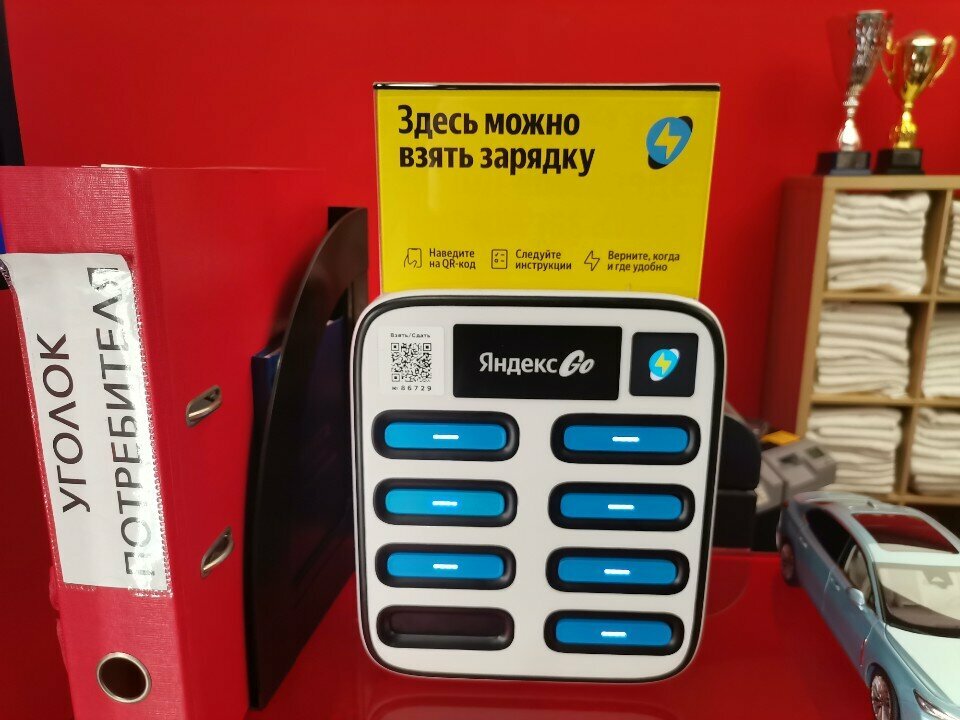 Здесь можно
взять зарядку
Наведите
на QR-код
Следуйте
инструкции
Верните, когда
и где удобно
Взять/Сдать
№ 86729
Яндекс Go
УГОЛОК
ПОТРЕБИТЕЛЯ